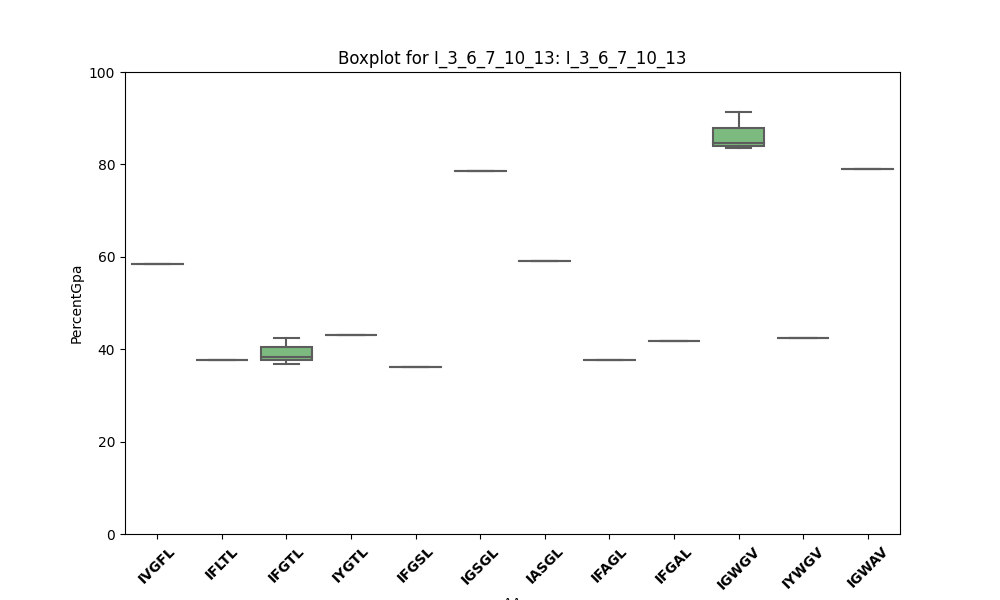 Boxplot for I_3_6_7_10_13: I_3_6_7_10_13
100
80
60
40
20
0
PercentGpa
IVGFL
IFLTL
IFGTL
IYGTL
IFGSL
IGSGL
IASGL
IFAGL
IFGAL
IGWGV
IYWGV
IGWAV